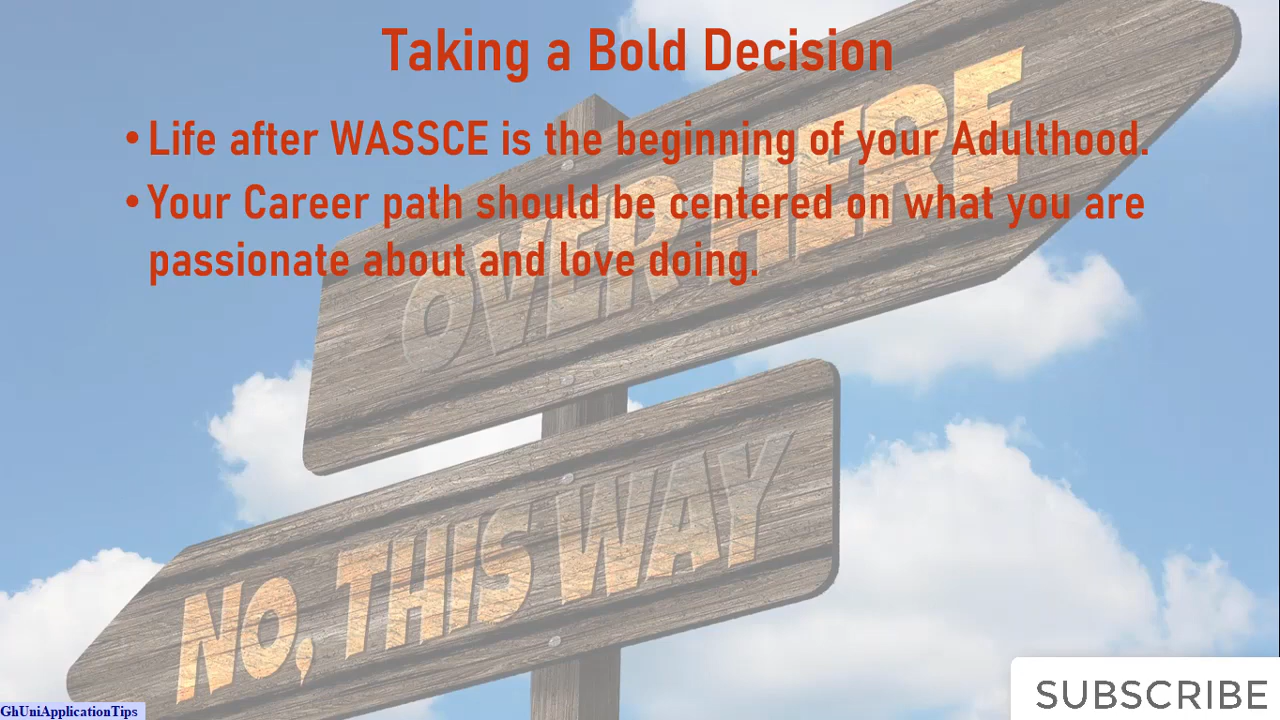 Taking a Bold Decision
• Life after WASSCE is the beginning of your Adulthood.
• Your Career path should be centered on what you are
passionate about and love doing.
OVER HERE
NO, THIS WAY
SUBSCRIBE
GhUniApplicationTips